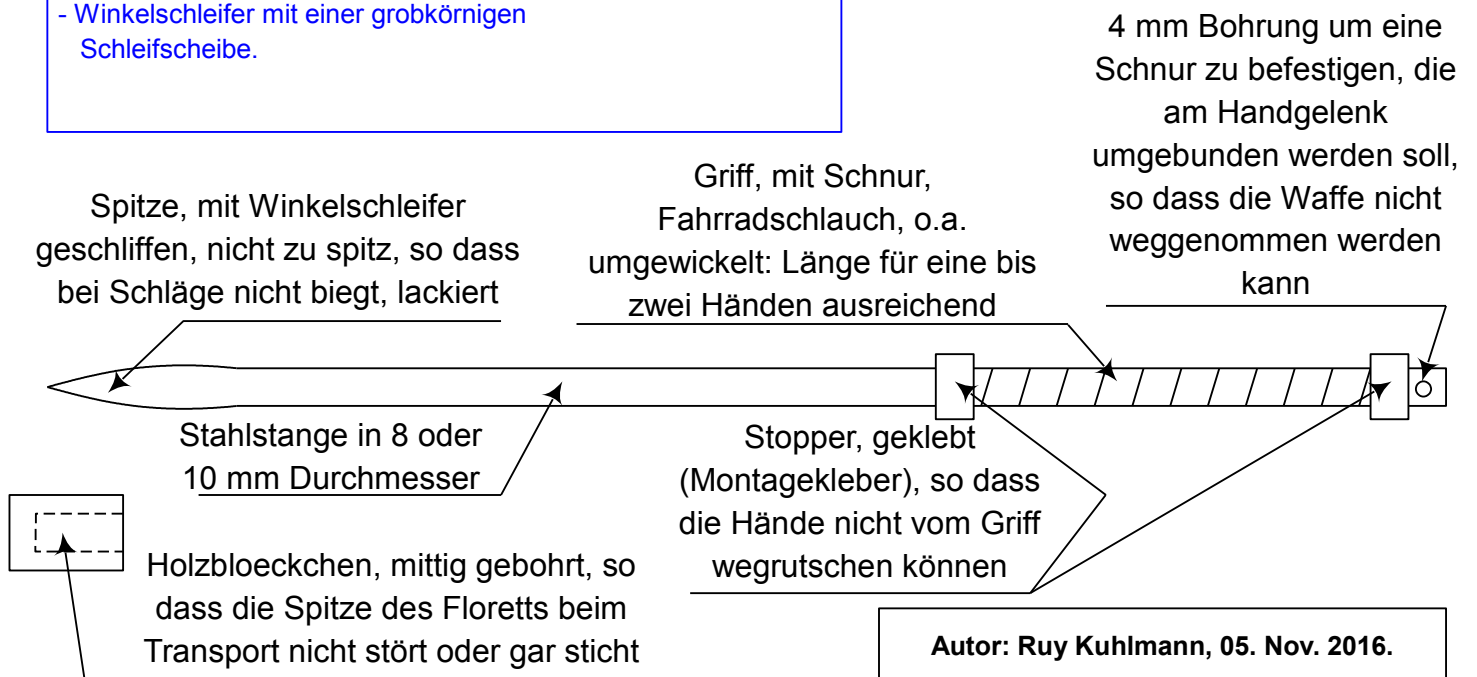 - Winkelschleifer mit einer grobkörnigen
Schleifscheibe.
4 mm Bohrung um eine
Schnur zu befestigen, die
am Handgelenk
umgebunden werden soll,
so dass die Waffe nicht
weggenommen werden
kann
Spitze, mit Winkelschleifer
geschliffen, nicht zu spitz, so dass
bei Schläge nicht biegt, lackiert
Griff, mit Schnur,
Fahrradschlauch, o.a.
umgewickelt: Länge für eine bis
zwei Händen ausreichend
Stahlstange in 8 oder
10 mm Durchmesser
Stopper, geklebt
(Montagekleber), so dass
die Hände nicht vom Griff
wegrutschen können
Holzbloeckchen, mittig gebohrt, so
dass die Spitze des Floretts beim
Transport nicht stört oder gar sticht
Autor: Ruy Kuhlmann, 05. Nov. 2016.